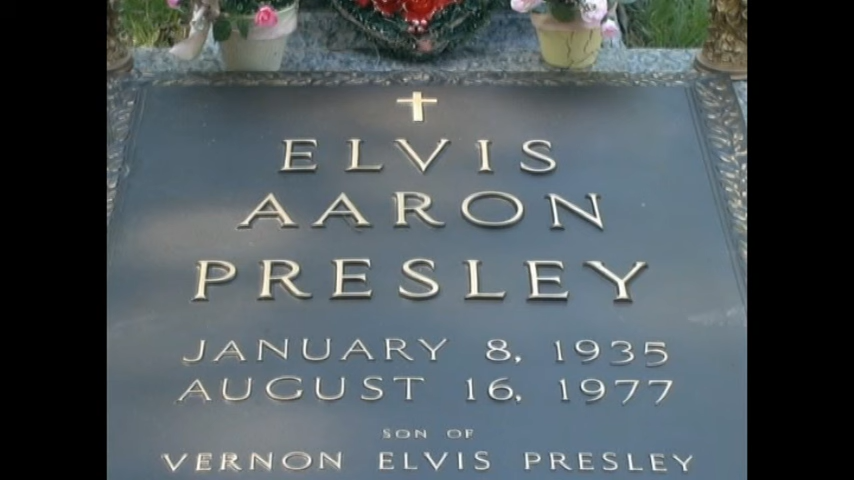 ELVIS
AARON
PRESLEY
JANUARY 8, 1935
AUGUST 16, 1977
SON OF
VERNON ELVIS PRESLEY